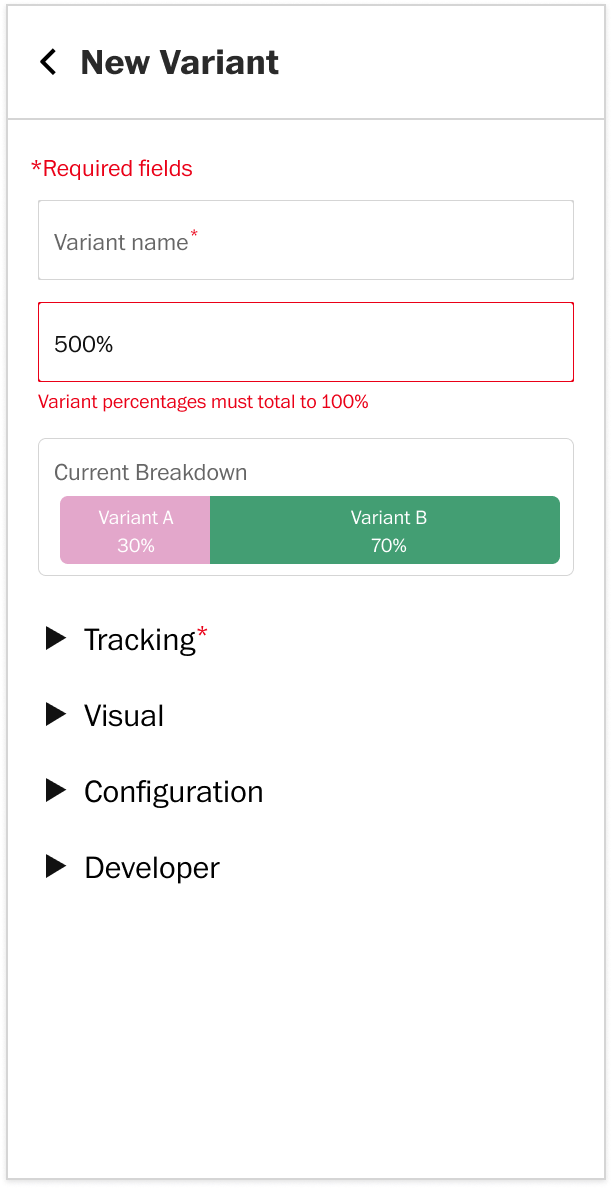 New Variant
*Required fields
Variant name*
500%
Variant percentages must total to 100%
Current Breakdown
Variant A
30%
Variant B
70%
Tracking*
Visual
Configuration
Developer